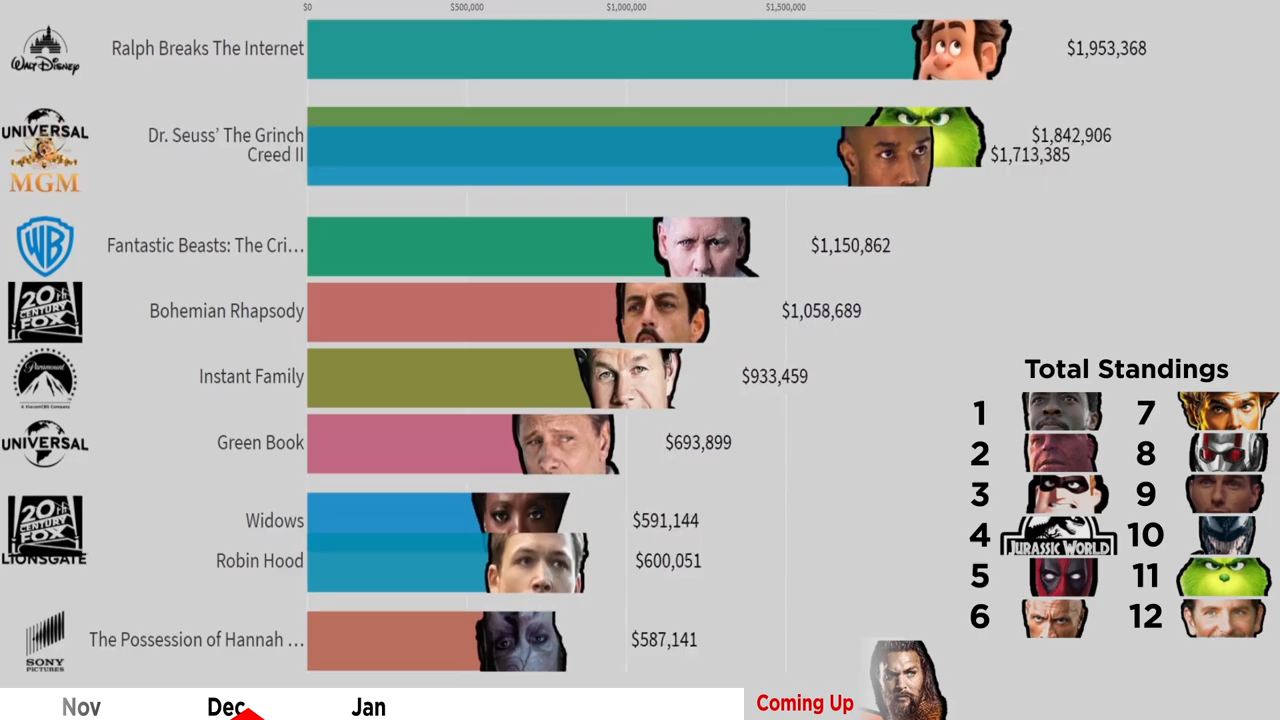 $0 $500,000 $1,000,000 $1,500,000
WALT DISNEY Ralph Breaks The Internet $1,953,368
UNIVERSAL Dr. Seuss’ The Grinch $1,842,906
MGM Creed II $1,713,385
WB Fantastic Beasts: The Cri… $1,150,862
20TH CENTURY FOX Bohemian Rhapsody $1,058,689
Paramount Instant Family $933,459
UNIVERSAL Green Book $693,899
20TH CENTURY FOX Widows $591,144
LIONSGATE Robin Hood $600,051
SONY PICTURES The Possession of Hannah … $587,141
Total Standings
1 7
2 8
3 9
4 JURASSIC WORLD 10
5 11
6 12
Nov Dec Jan
Coming Up